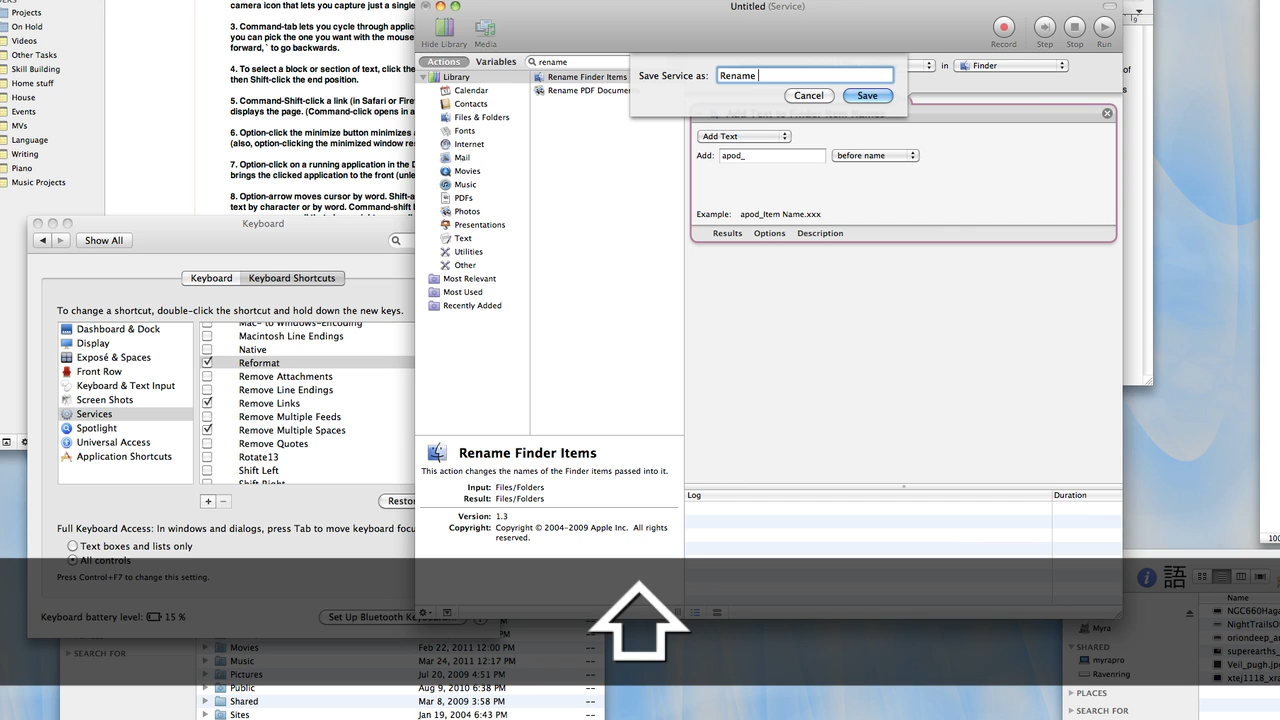 Projects
On Hold
Videos
Other Tasks
Skill Building
Home stuff
House
Events
MVs
Language
Writing
Piano
Music Projects
camera icon that lets you capture just a single
3. Command-tab lets you cycle through applic
you can pick the one you want with the mouse
forward,` to go backwards.
4. To select a block or section of text, click the
then Shift-click the end position.
5. Command-Shift-click a link (in Safari or Firef
displays the page. (Command-click opens in a
6. Option-click the minimize button minimizes a
(also, option-clicking the minimized window res
7. Option-click on a running application in the D
brings the clicked application to the front (unle
8. Option-arrow moves cursor by word. Shift-a
text by character or by word. Command-shift l
Untitled (Service)
Hide Library
Media
Record
Step
Stop
Run
Actions
Variables
rename
Library
Calendar
Contacts
Files & Folders
Fonts
Internet
Mail
Movies
Music
PDFs
Photos
Presentations
Text
Utilities
Other
Most Relevant
Most Used
Recently Added
Rename Finder Items
Rename PDF Documen
Save Service as:
Rename
Cancel
Save
in
Finder
of
Add Text to Finder Item Names
Add Text
Add:
apod_
before name
Example: apod_Item Name.xxx
Results
Options
Description
Rename Finder Items
This action changes the names of the Finder items passed into it.
Input: Files/Folders
Result: Files/Folders
Version: 1.3
Copyright: Copyright © 2004-2009 Apple Inc. All rights
reserved.
Log
Duration
Keyboard
Show All
Keyboard
Keyboard Shortcuts
To change a shortcut, double-click the shortcut and hold down the new keys.
Dashboard & Dock
Display
Exposé & Spaces
Front Row
Keyboard & Text Input
Screen Shots
Services
Spotlight
Universal Access
Application Shortcuts
Mac- to Windows-Encoding
Macintosh Line Endings
Native
Reformat
Remove Attachments
Remove Line Endings
Remove Links
Remove Multiple Feeds
Remove Multiple Spaces
Remove Quotes
Rotate13
Shift Left
Shift Right
+
−
Restor
Full Keyboard Access: In windows and dialogs, press Tab to move keyboard focu
Text boxes and lists only
All controls
Press Control+F7 to change this setting.
Keyboard battery level: 15 %
Set Up Bluetooth Keyboard...
SEARCH FOR
Movies Feb 22, 2011 12:00 PM --
Music Mar 24, 2011 12:17 PM --
Pictures Jul 20, 2009 4:51 PM --
Public Aug 9, 2010 6:38 PM --
Shared Mar 8, 2009 3:58 PM --
Sites Jan 19, 2004 6:43 PM --
100
語
Name
NGC660Haga
NightTrailsO
oriondeep_ar
superearths_
Veil_pugh.jp
xtej1118_xra
Myra
SHARED
myrapro
Ravenring
PLACES
SEARCH FOR